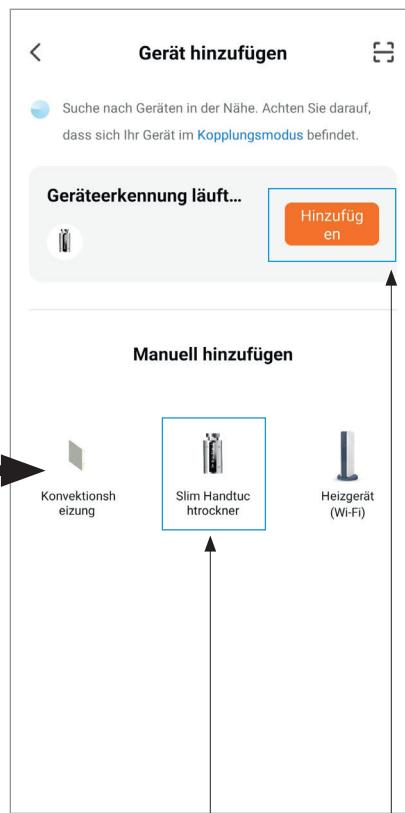 Gerät hinzufügen
Suche nach Geräten in der Nähe. Achten Sie darauf,
dass sich Ihr Gerät im Kopplungsmodus befindet.
Geräteerkennung läuft...
Hinzufüg
en
Manuell hinzufügen
Konvektionsh
eizung
Slim Handtuc
htrockner
Heizgerät
(Wi-Fi)